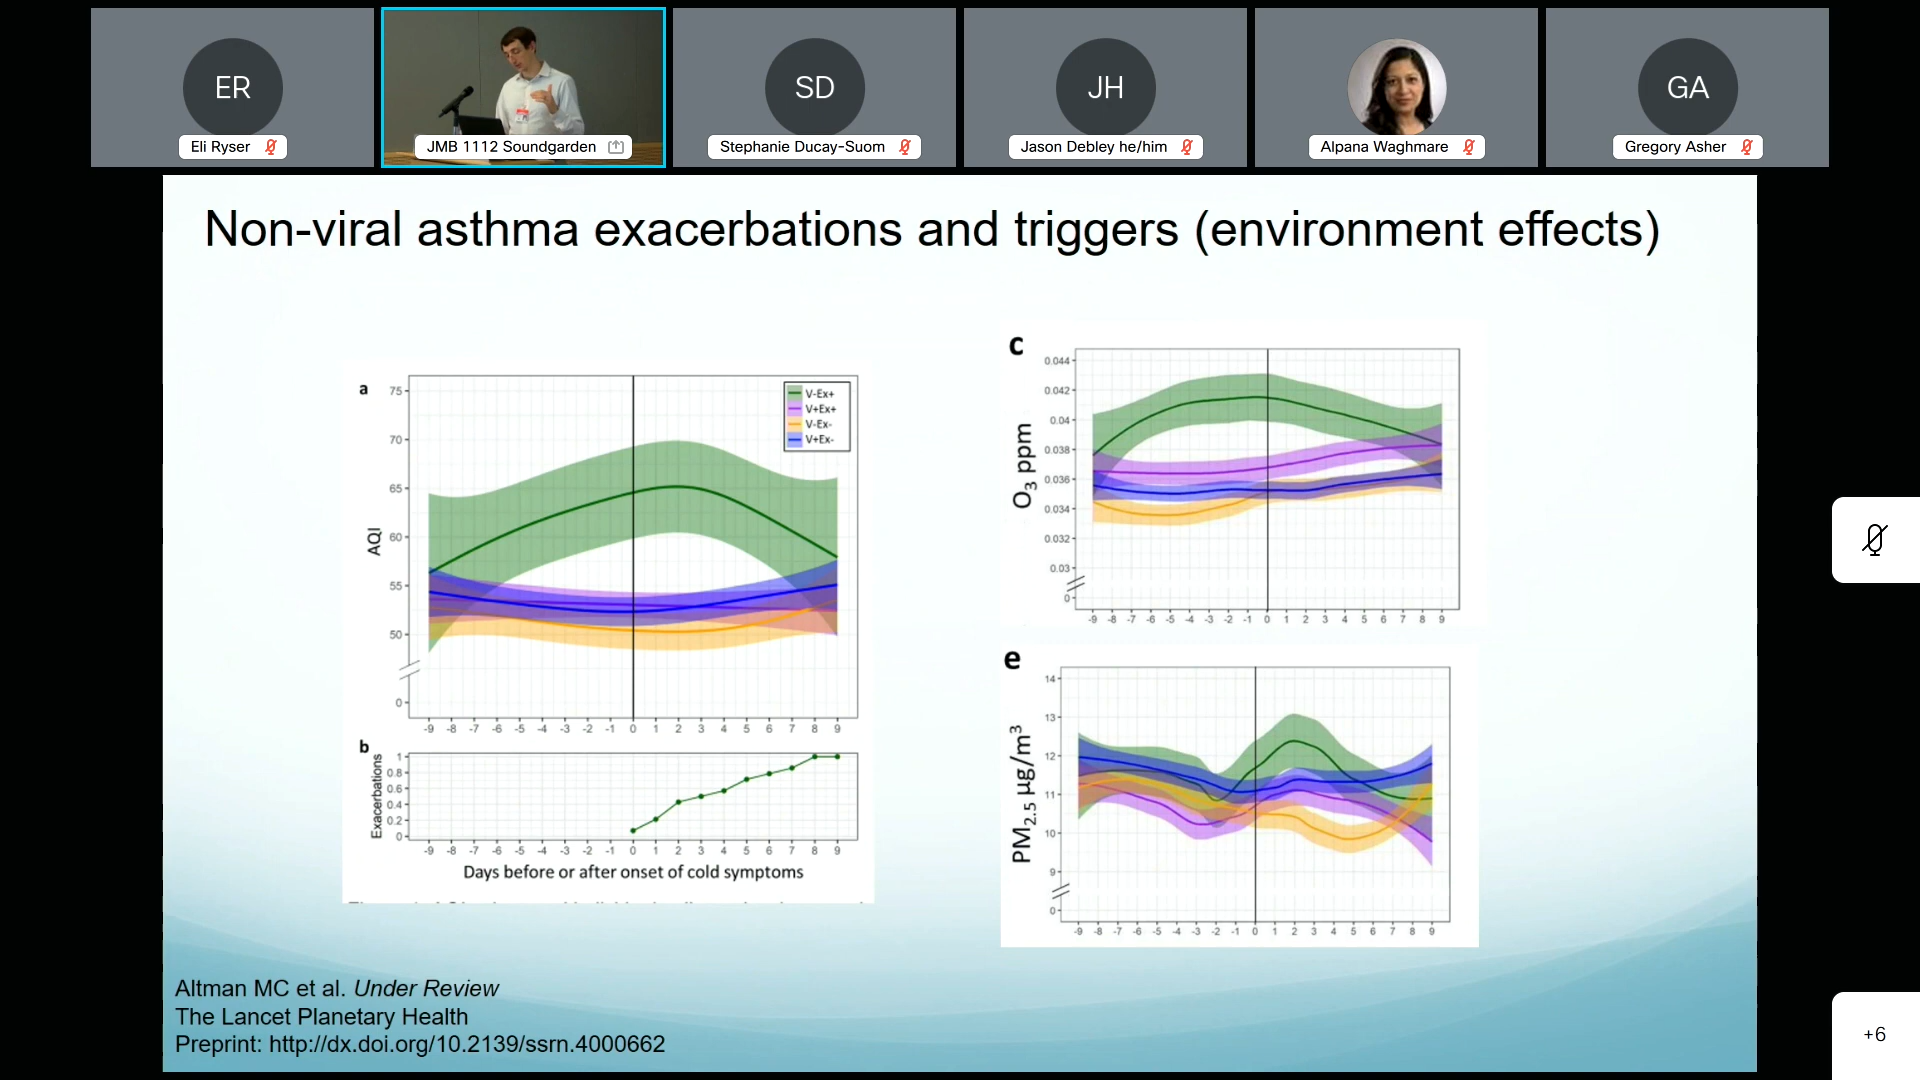 ER
SD
JH
GA
Eli Ryser
JMB 1112 Soundgarden
Stephanie Ducay-Suom
Jason Debley he/him
Alpana Waghmare
Gregory Asher
Non-viral asthma exacerbations and triggers (environment effects)
a
AQI
75
70
65
60
55
50
0
V-Ex+
V+Ex+
V-Ex-
V+Ex-
-9 -8 -7 -6 -5 -4 -3 -2 -1 0 1 2 3 4 5 6 7 8 9
b
Exacerbations
1
0.8
0.6
0.4
0.2
0
-9 -8 -7 -6 -5 -4 -3 -2 -1 0 1 2 3 4 5 6 7 8 9
Days before or after onset of cold symptoms
c
O3 ppm
0.044
0.042
0.04
0.038
0.036
0.034
0.032
0.03
0
-9 -8 -7 -6 -5 -4 -3 -2 -1 0 1 2 3 4 5 6 7 8 9
e
PM2.5 µg/m³
14
13
12
11
10
9
0
-9 -8 -7 -6 -5 -4 -3 -2 -1 0 1 2 3 4 5 6 7 8 9
Altman MC et al. Under Review
The Lancet Planetary Health
Preprint: http://dx.doi.org/10.2139/ssrn.4000662
+6